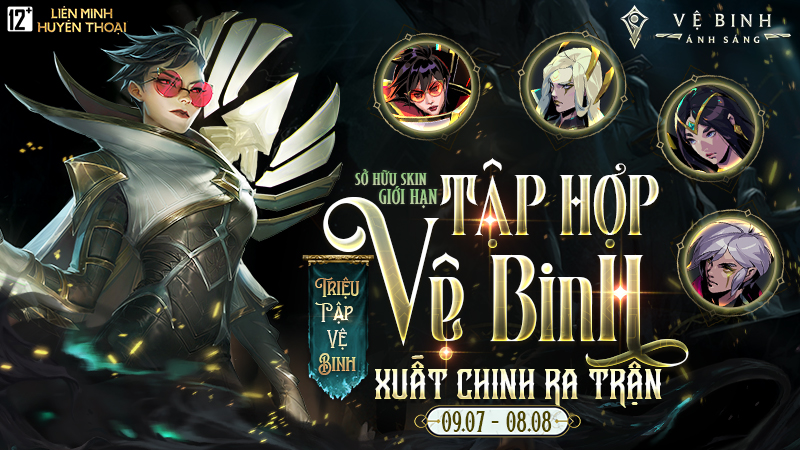 12+
LIÊN MINH
HUYỀN THOẠI
VỆ BINH
ÁNH SÁNG
SỞ HỮU SKIN
GIỚI HẠN
TẬP HỢP
Vệ BinH
TRIỆU
TẬP
VỆ
BINH
XUẤT CHINH RA TRẬN
09.07 - 08.08